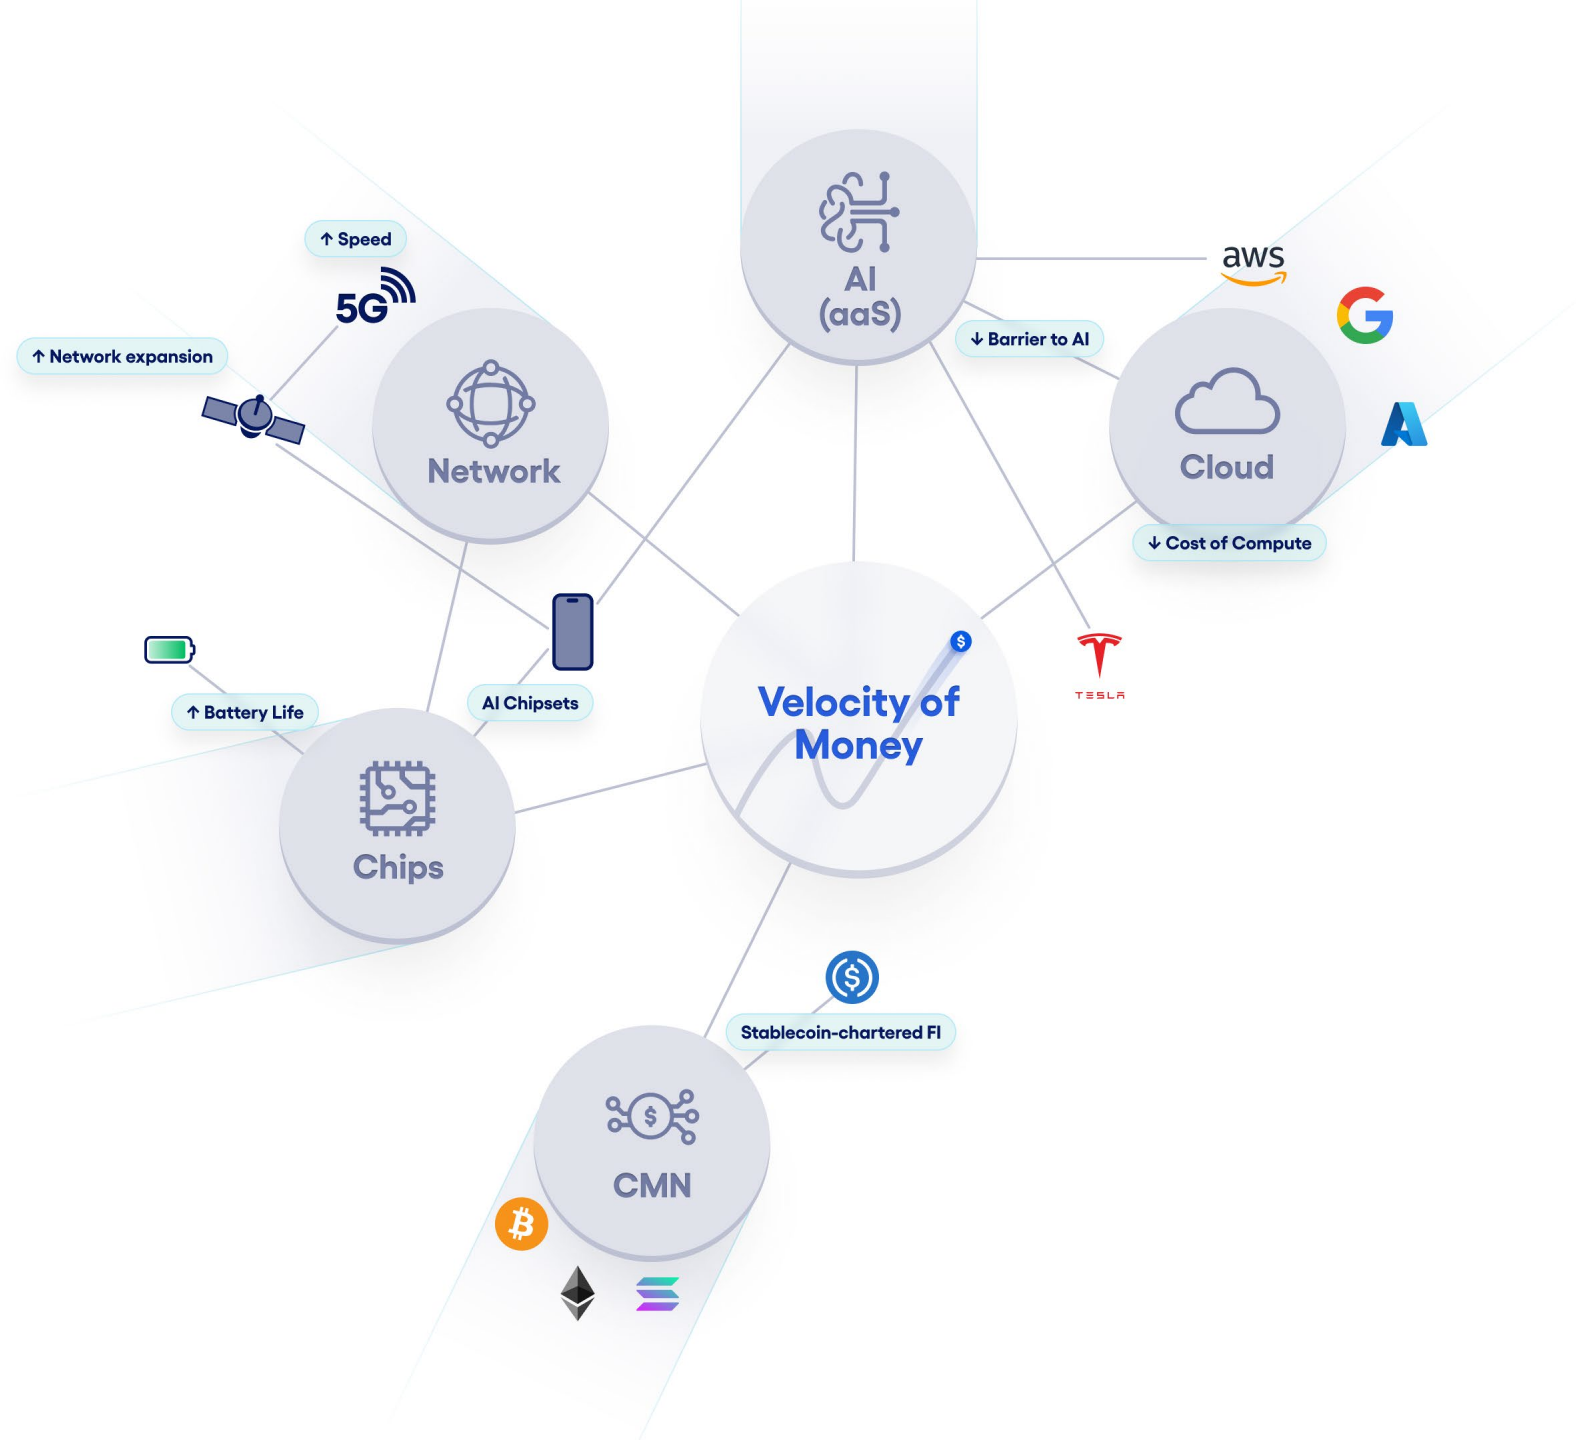 AI
(aaS)
aws
↑ Speed
5G
↑ Network expansion
↓ Barrier to AI
Network
Cloud
↓ Cost of Compute
$
TESLA
Velocity of
Money
↑ Battery Life
AI Chipsets
Chips
$
Stablecoin-chartered FI
$
CMN